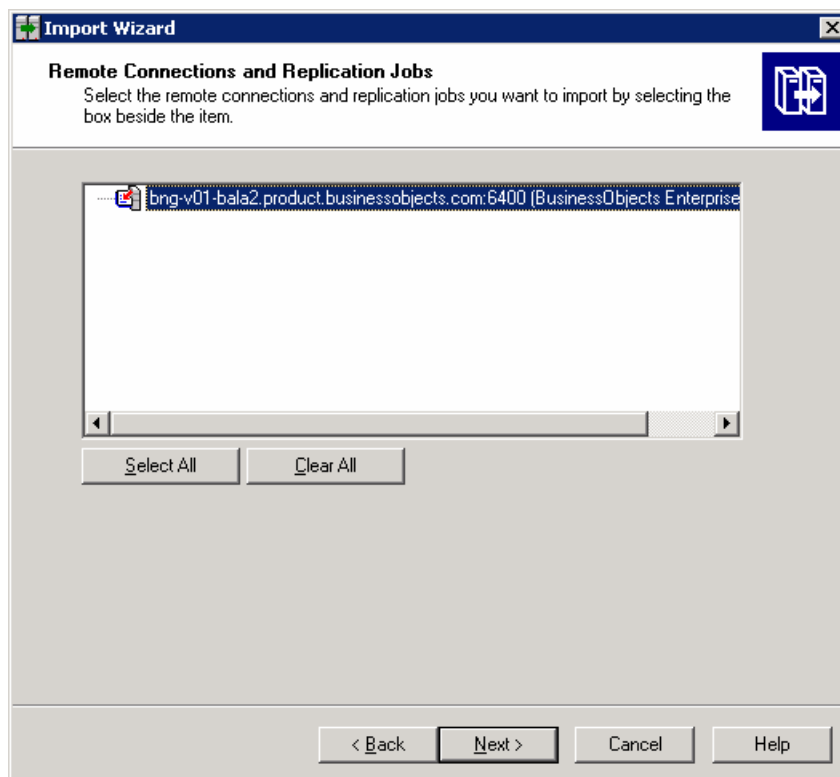 Import Wizard
Remote Connections and Replication Jobs
Select the remote connections and replication jobs you want to import by selecting the
box beside the item.
bng-v01-bala2.product.businessobjects.com:6400 (BusinessObjects Enterprise
Select All
Clear All
< Back
Next >
Cancel
Help